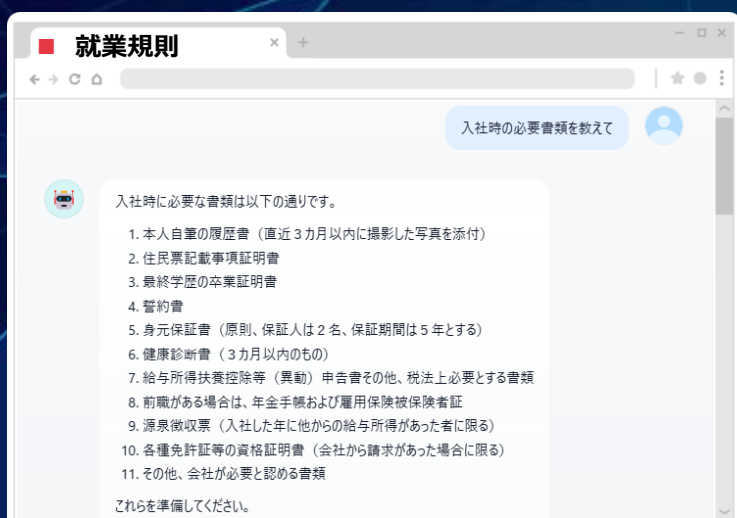 就業規則
入社時の必要書類を教えて
入社時に必要な書類は以下の通りです。
1. 本人自筆の履歴書（直近３カ月以内に撮影した写真を添付）
2. 住民票記載事項証明書
3. 最終学歴の卒業証明書
4. 誓約書
5. 身元保証書（原則、保証人は２名、保証期間は５年とする）
6. 健康診断書（３カ月以内のもの）
7. 給与所得扶養控除等（異動）申告書その他、税法上必要とする書類
8. 前職がある場合は、年金手帳および雇用保険被保険者証
9. 源泉徴収票（入社した年に他からの給与所得があった者に限る）
10. 各種免許証等の資格証明書（会社から請求があった場合に限る）
11. その他、会社が必要と認める書類
これらを準備してください。